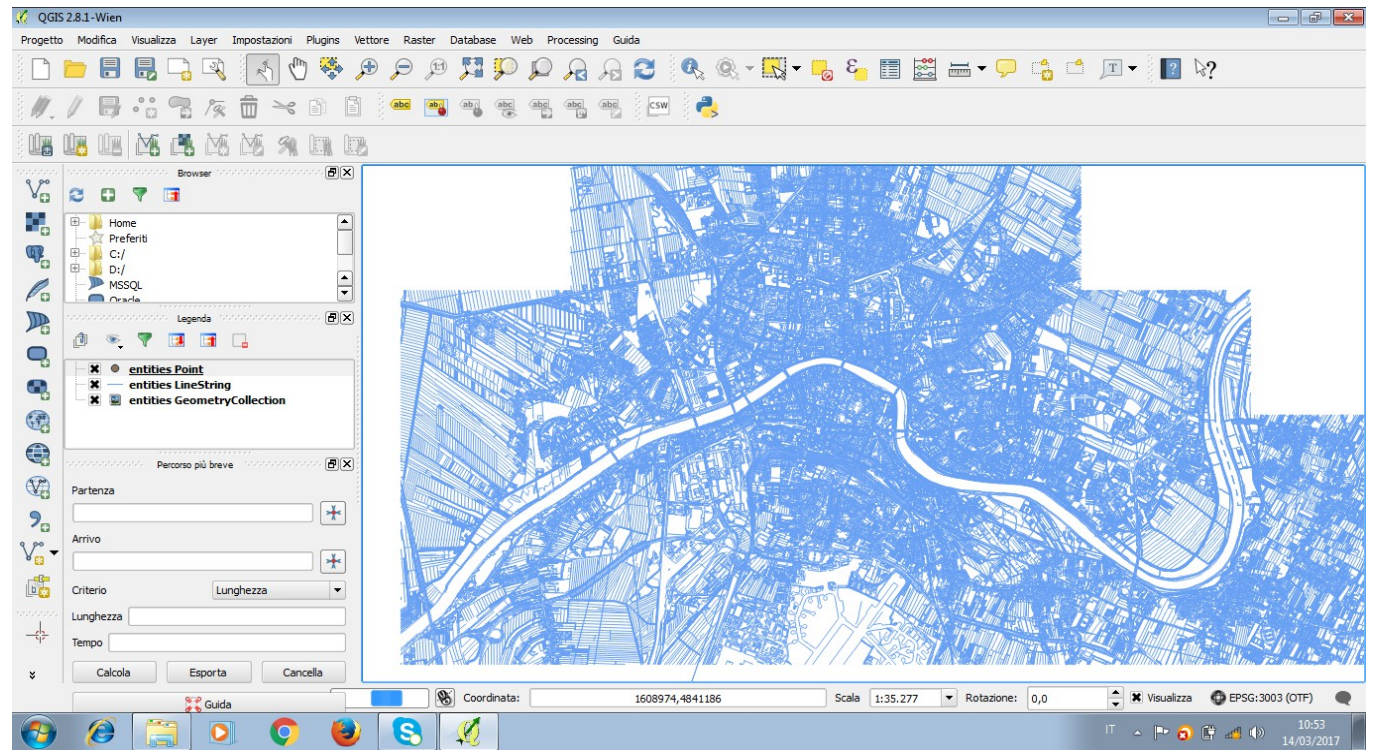 QGIS 2.8.1-Wien
Progetto Modifica Visualizza Layer Impostazioni Plugins Vettore Raster Database Web Processing Guida
abc
CSW
Browser
Home
Preferiti
C:/
D:/
MSSQL
Oracle
Legenda
entities Point
entities LineString
entities GeometryCollection
Percorso più breve
Partenza
Arrivo
Criterio Lunghezza
Lunghezza
Tempo
Calcola Esporta Cancella
Guida
Coordinata: 1608974,4841186 Scala 1:35.277 Rotazione: 0,0 Visualizza EPSG:3003 (OTF)
IT 10:53
14/03/2017